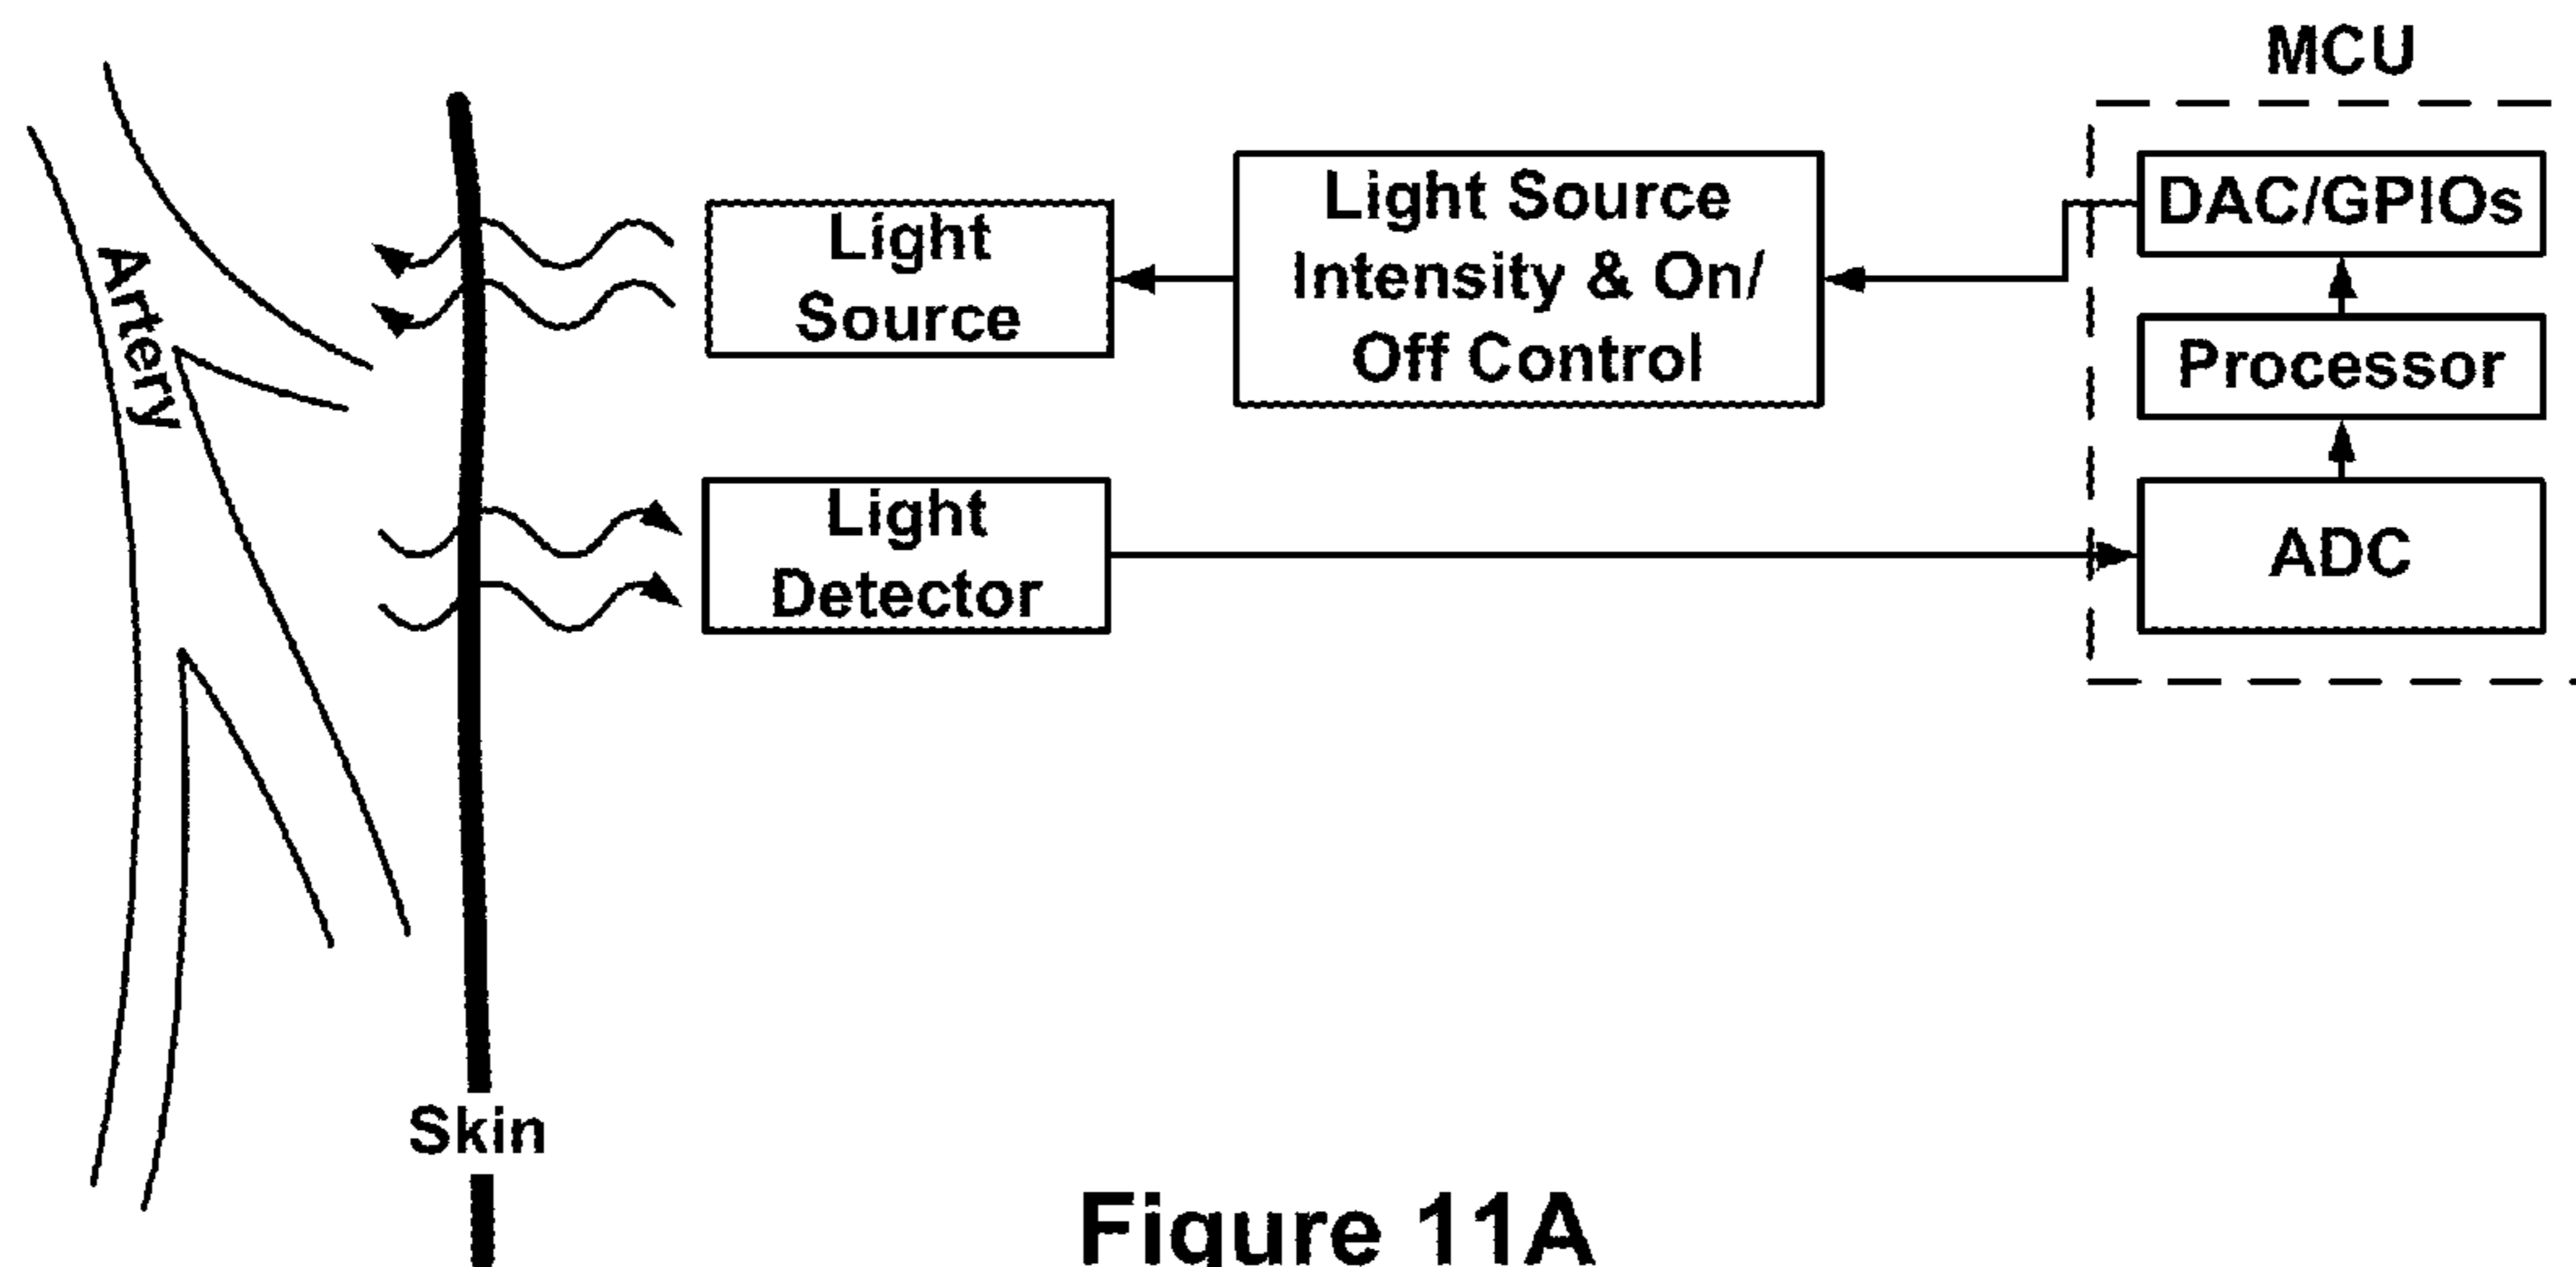 MCU
Light Source
Intensity & On/
Off Control
DAC/GPIOs
Light
Source
Artery
Processor
Light
Detector
ADC
Skin
Figure 11A